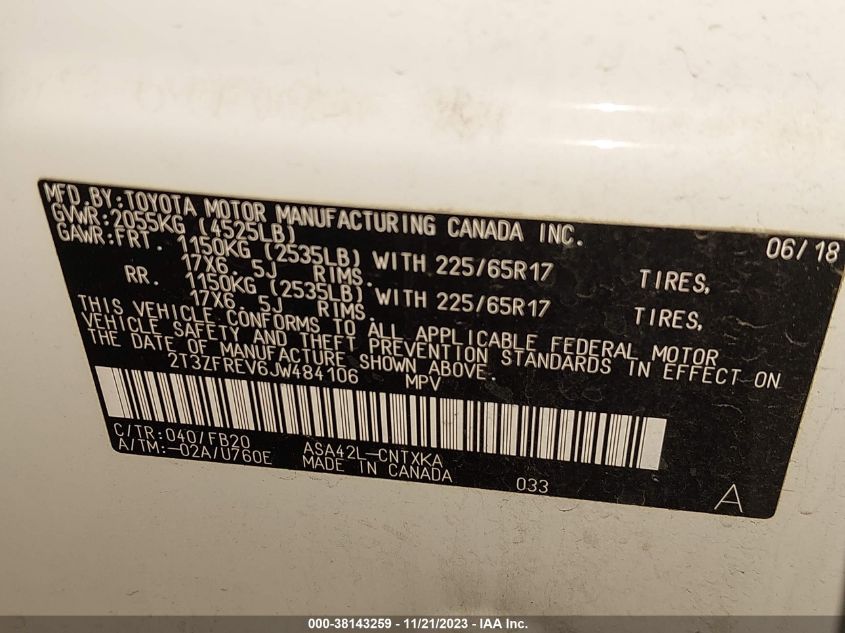 MFD.BY:TOYOTA MOTOR MANUFACTURING CANADA INC. 06/18
GVWR:2055KG (4525LB)
GAWR:FRT. 1150KG (2535LB) WITH 225/65R17 TIRES,
17X6. 5J RIMS.
RR. 1150KG (2535LB) WITH 225/65R17 TIRES,
17X6. 5J RIMS.
THIS VEHICLE CONFORMS TO ALL APPLICABLE FEDERAL MOTOR
VEHICLE SAFETY AND THEFT PREVENTION STANDARDS IN EFFECT ON
THE DATE OF MANUFACTURE SHOWN ABOVE.
2T3ZFREV6JW484106 MPV
C/TR:040/FB20 ASA42L-CNTXKA
A/TM:-02A/U760E MADE IN CANADA 033 A
000-38143259 - 11/21/2023 - IAA Inc.